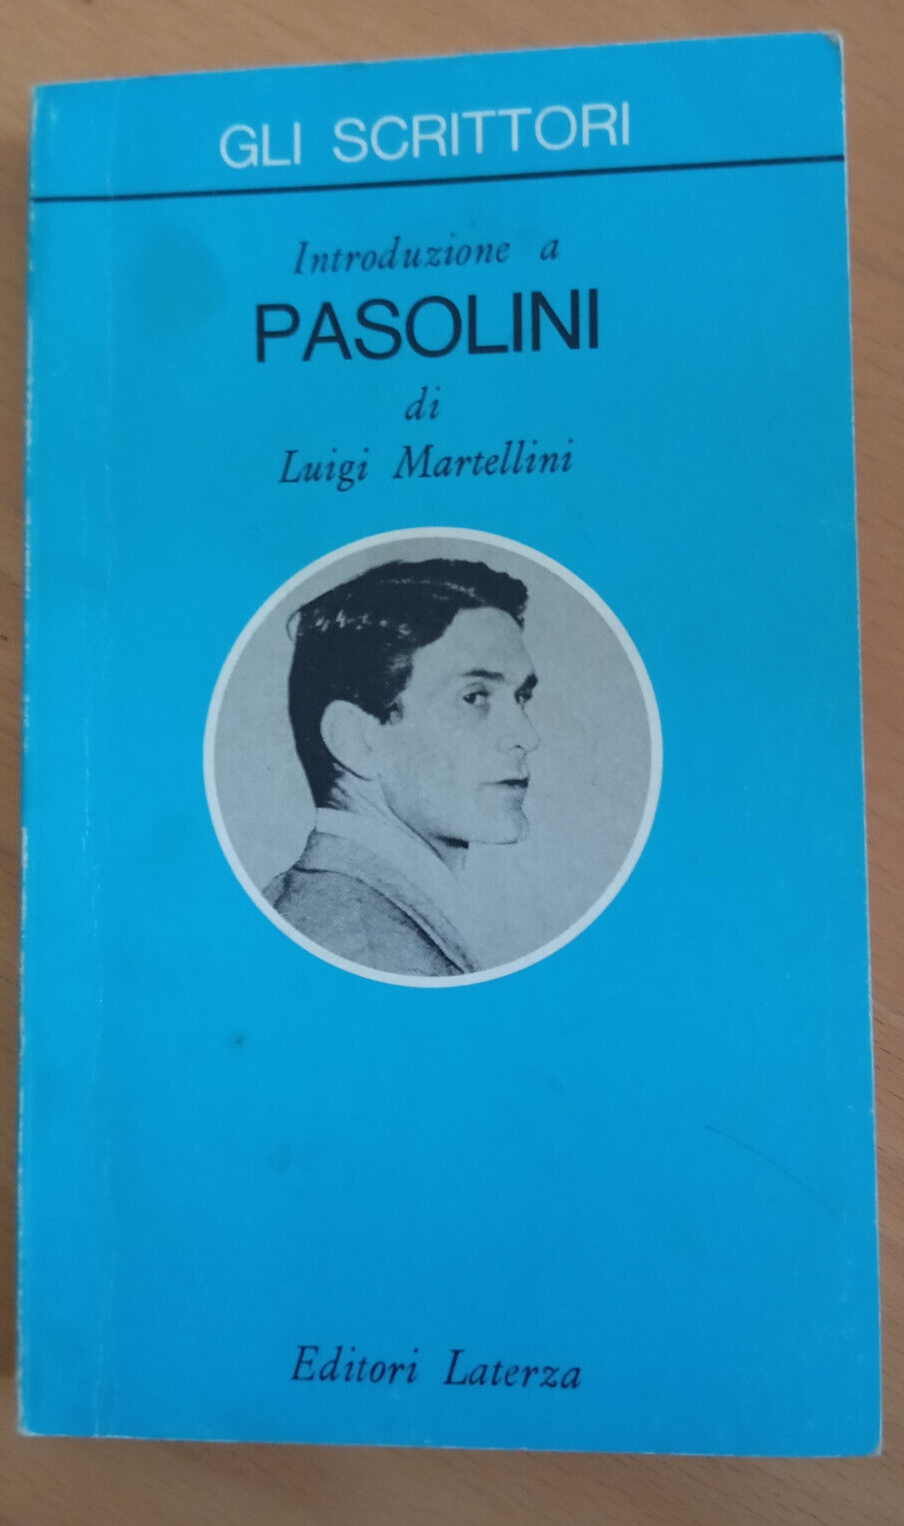 GLI SCRITTORI
Introduzione a
PASOLINI
di
Luigi Martellini
Editori Laterza